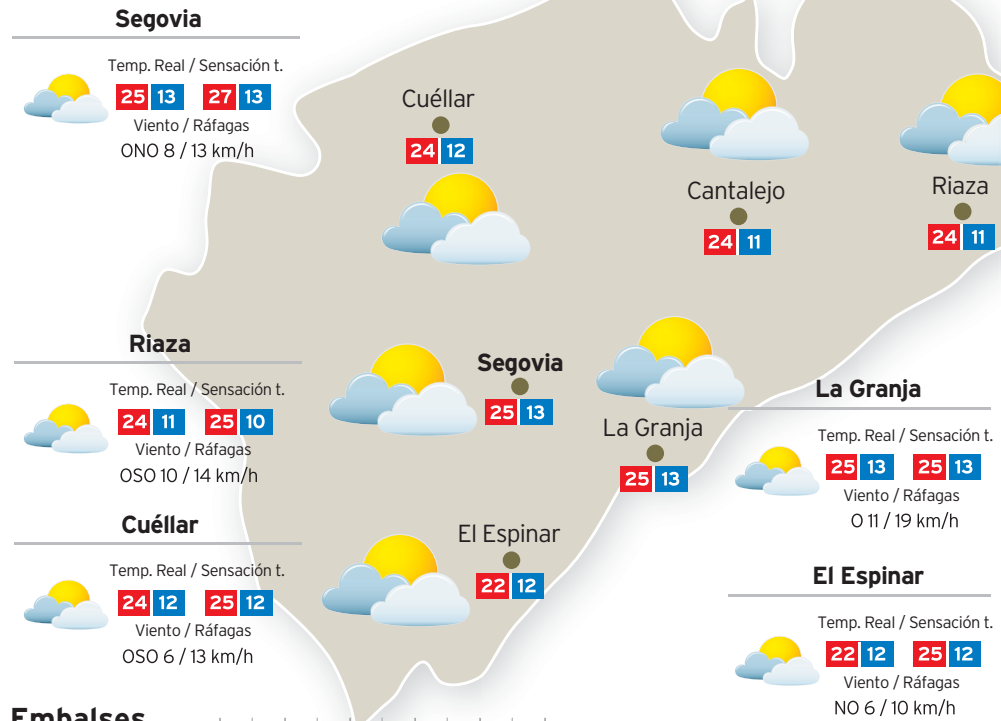 Segovia
Temp. Real / Sensación t.
25 13 27 13
Viento / Ráfagas
ONO 8 / 13 km/h
Cuéllar
24 12
Cantalejo
24 11
Riaza
24 11
Riaza
Temp. Real / Sensación t.
24 11 25 10
Viento / Ráfagas
OSO 10 / 14 km/h
Segovia
25 13
La Granja
25 13
La Granja
Temp. Real / Sensación t.
25 13 25 13
Viento / Ráfagas
O 11 / 19 km/h
Cuéllar
Temp. Real / Sensación t.
24 12 25 12
Viento / Ráfagas
OSO 6 / 13 km/h
El Espinar
22 12
El Espinar
Temp. Real / Sensación t.
22 12 25 12
Viento / Ráfagas
NO 6 / 10 km/h
Embalses